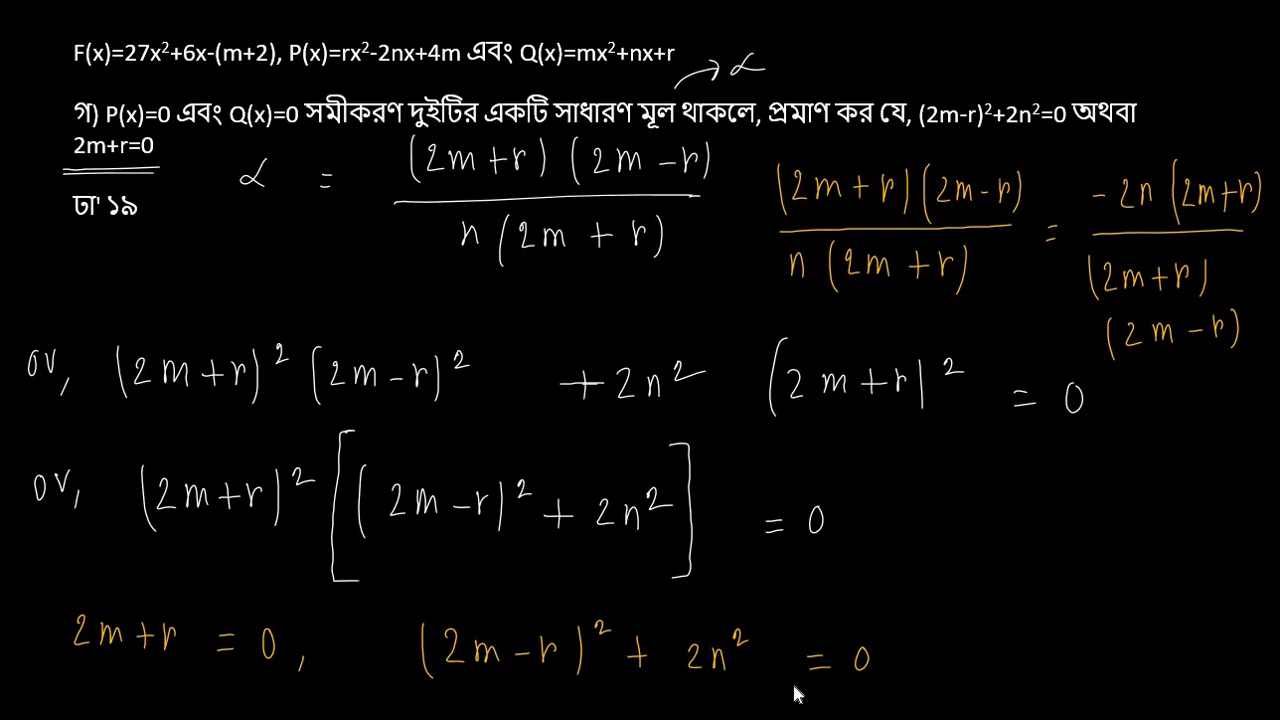 F(x)=27x²+6x-(m+2), P(x)=rx²-2nx+4m এবং Q(x)=mx²+nx+r
→ α
গ) P(x)=0 এবং Q(x)=0 সমীকরণ দুইটির একটি সাধারণ মূল থাকলে, প্রমাণ কর যে, (2m-r)²+2n²=0 অথবা
2m+r=0
ঢা' ১৯
α = (2m+r)(2m-r) / n(2m+r)
(2m+r)(2m-r) / n(2m+r) = -2n(2m+r) / (2m+r)(2m-r)
or, (2m+r)² (2m-r)² +2n² (2m+r|² = 0
or, (2m+r)² [(2m-r)² + 2n²] = 0
2m+r = 0, (2m-r)² + 2n² = 0